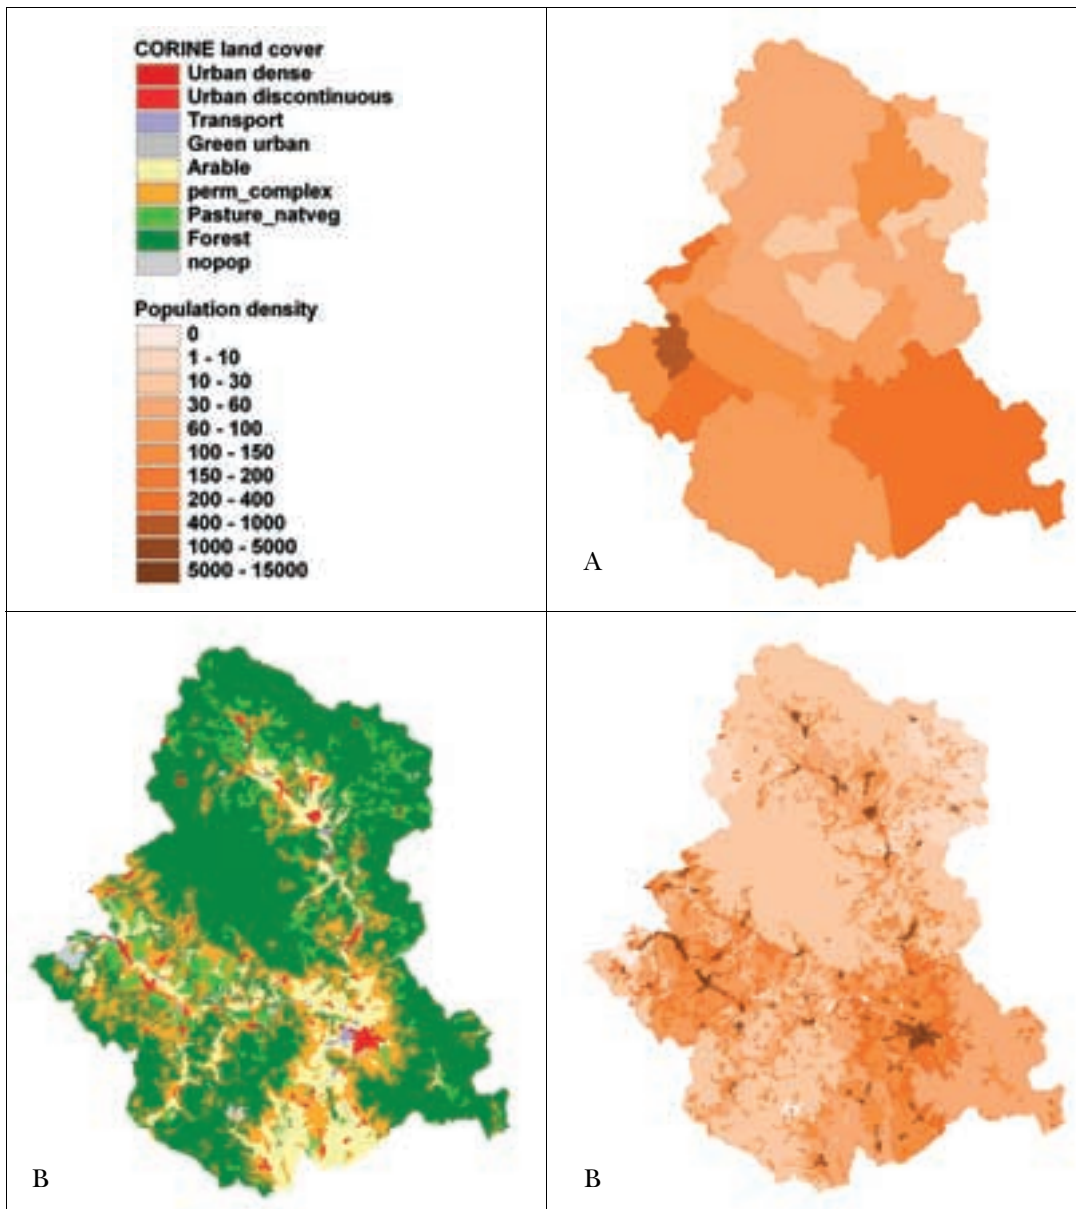 CORINE land cover
Urban dense
Urban discontinuous
Transport
Green urban
Arable
perm_complex
Pasture_natveg
Forest
nopop
Population density
0
1 - 10
10 - 30
30 - 60
60 - 100
100 - 150
150 - 200
200 - 400
400 - 1000
1000 - 5000
5000 - 15000
A
B
B